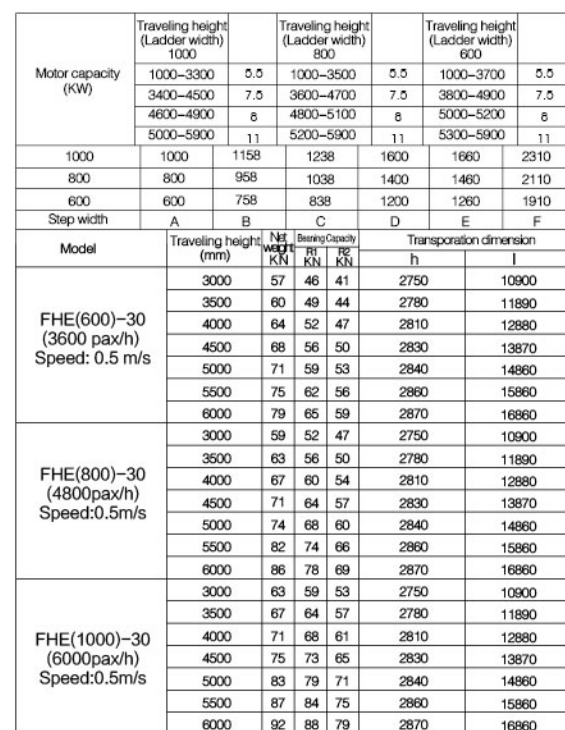 Traveling height Traveling height Traveling height
(Ladder width) (Ladder width) (Ladder width)
1000 800 600
Motor capacity
(KW)
1000-3300 5.5 1000-3500 5.5 1000-3700 5.5
3400-4500 7.5 3600-4700 7.5 3800-4900 7.5
4600-4900 8 4800-5100 8 5000-5200 8
5000-5900 11 5200-5900 11 5300-5900 11
1000 1000 1158 1238 1600 1660 2310
800 800 958 1038 1400 1460 2110
600 600 758 838 1200 1260 1910
Step width A B C D E F
Model Traveling height (mm) Net weight KN Bearing Capacity Transporation dimension
R1 KN R2 KN h l
FHE(600)-30
(3600 pax/h)
Speed: 0.5 m/s
3000 57 46 41 2750 10900
3500 60 49 44 2780 11890
4000 64 52 47 2810 12880
4500 68 56 50 2830 13870
5000 71 59 53 2840 14860
5500 75 62 56 2860 15860
6000 79 65 59 2870 16860
FHE(800)-30
(4800pax/h)
Speed:0.5m/s
3000 59 52 47 2750 10900
3500 63 56 50 2780 11890
4000 67 60 54 2810 12880
4500 71 64 57 2830 13870
5000 74 68 60 2840 14860
5500 82 74 66 2860 15860
6000 86 78 69 2870 16860
FHE(1000)-30
(6000pax/h)
Speed:0.5m/s
3000 63 59 53 2750 10900
3500 67 64 57 2780 11890
4000 71 68 61 2810 12880
4500 75 73 65 2830 13870
5000 83 79 71 2840 14860
5500 87 84 75 2860 15860
6000 92 88 79 2870 16860